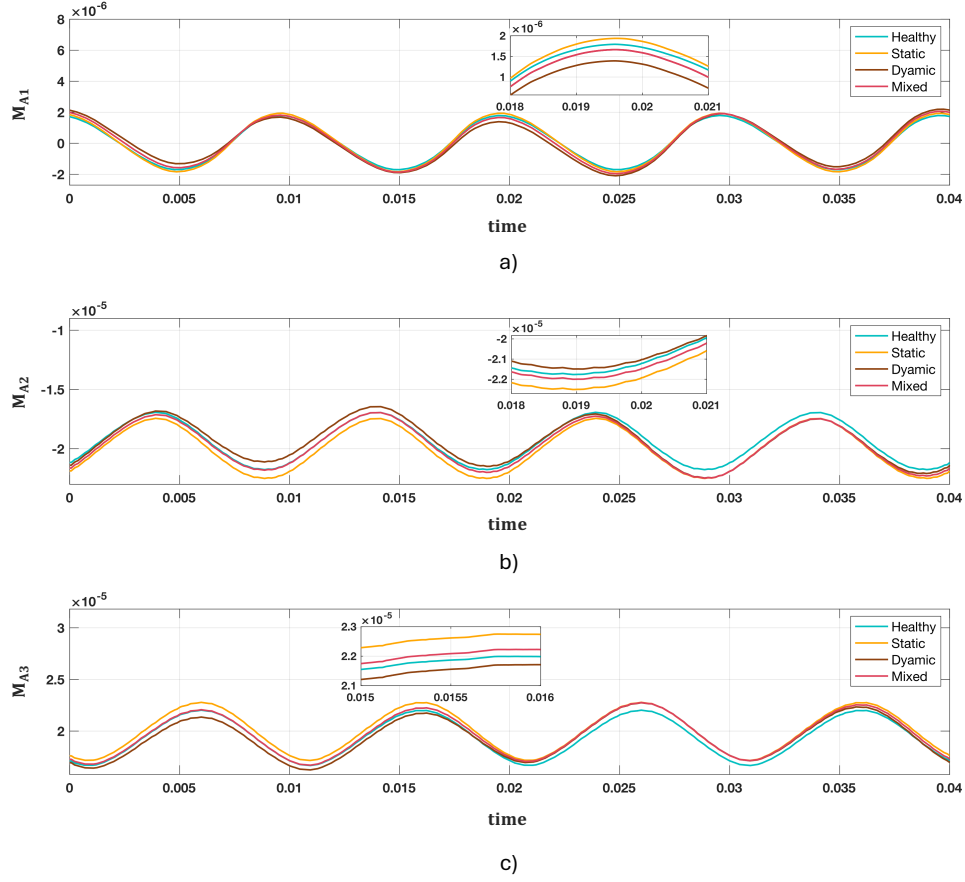 ×10⁻⁶
8
6
4
2
0
-2
M_A1
0 0.005 0.01 0.015 0.02 0.025 0.03 0.035 0.04
time
×10⁻⁶
2
1.5
1
0.018 0.019 0.02 0.021
Healthy
Static
Dyamic
Mixed
a)
×10⁻⁵
-1
-1.5
-2
M_A2
0 0.005 0.01 0.015 0.02 0.025 0.03 0.035 0.04
time
×10⁻⁵
-2
-2.1
-2.2
0.018 0.019 0.02 0.021
Healthy
Static
Dyamic
Mixed
b)
×10⁻⁵
3
2.5
2
M_A3
0 0.005 0.01 0.015 0.02 0.025 0.03 0.035 0.04
time
×10⁻⁵
2.3
2.2
2.1
0.015 0.0155 0.016
Healthy
Static
Dyamic
Mixed
c)